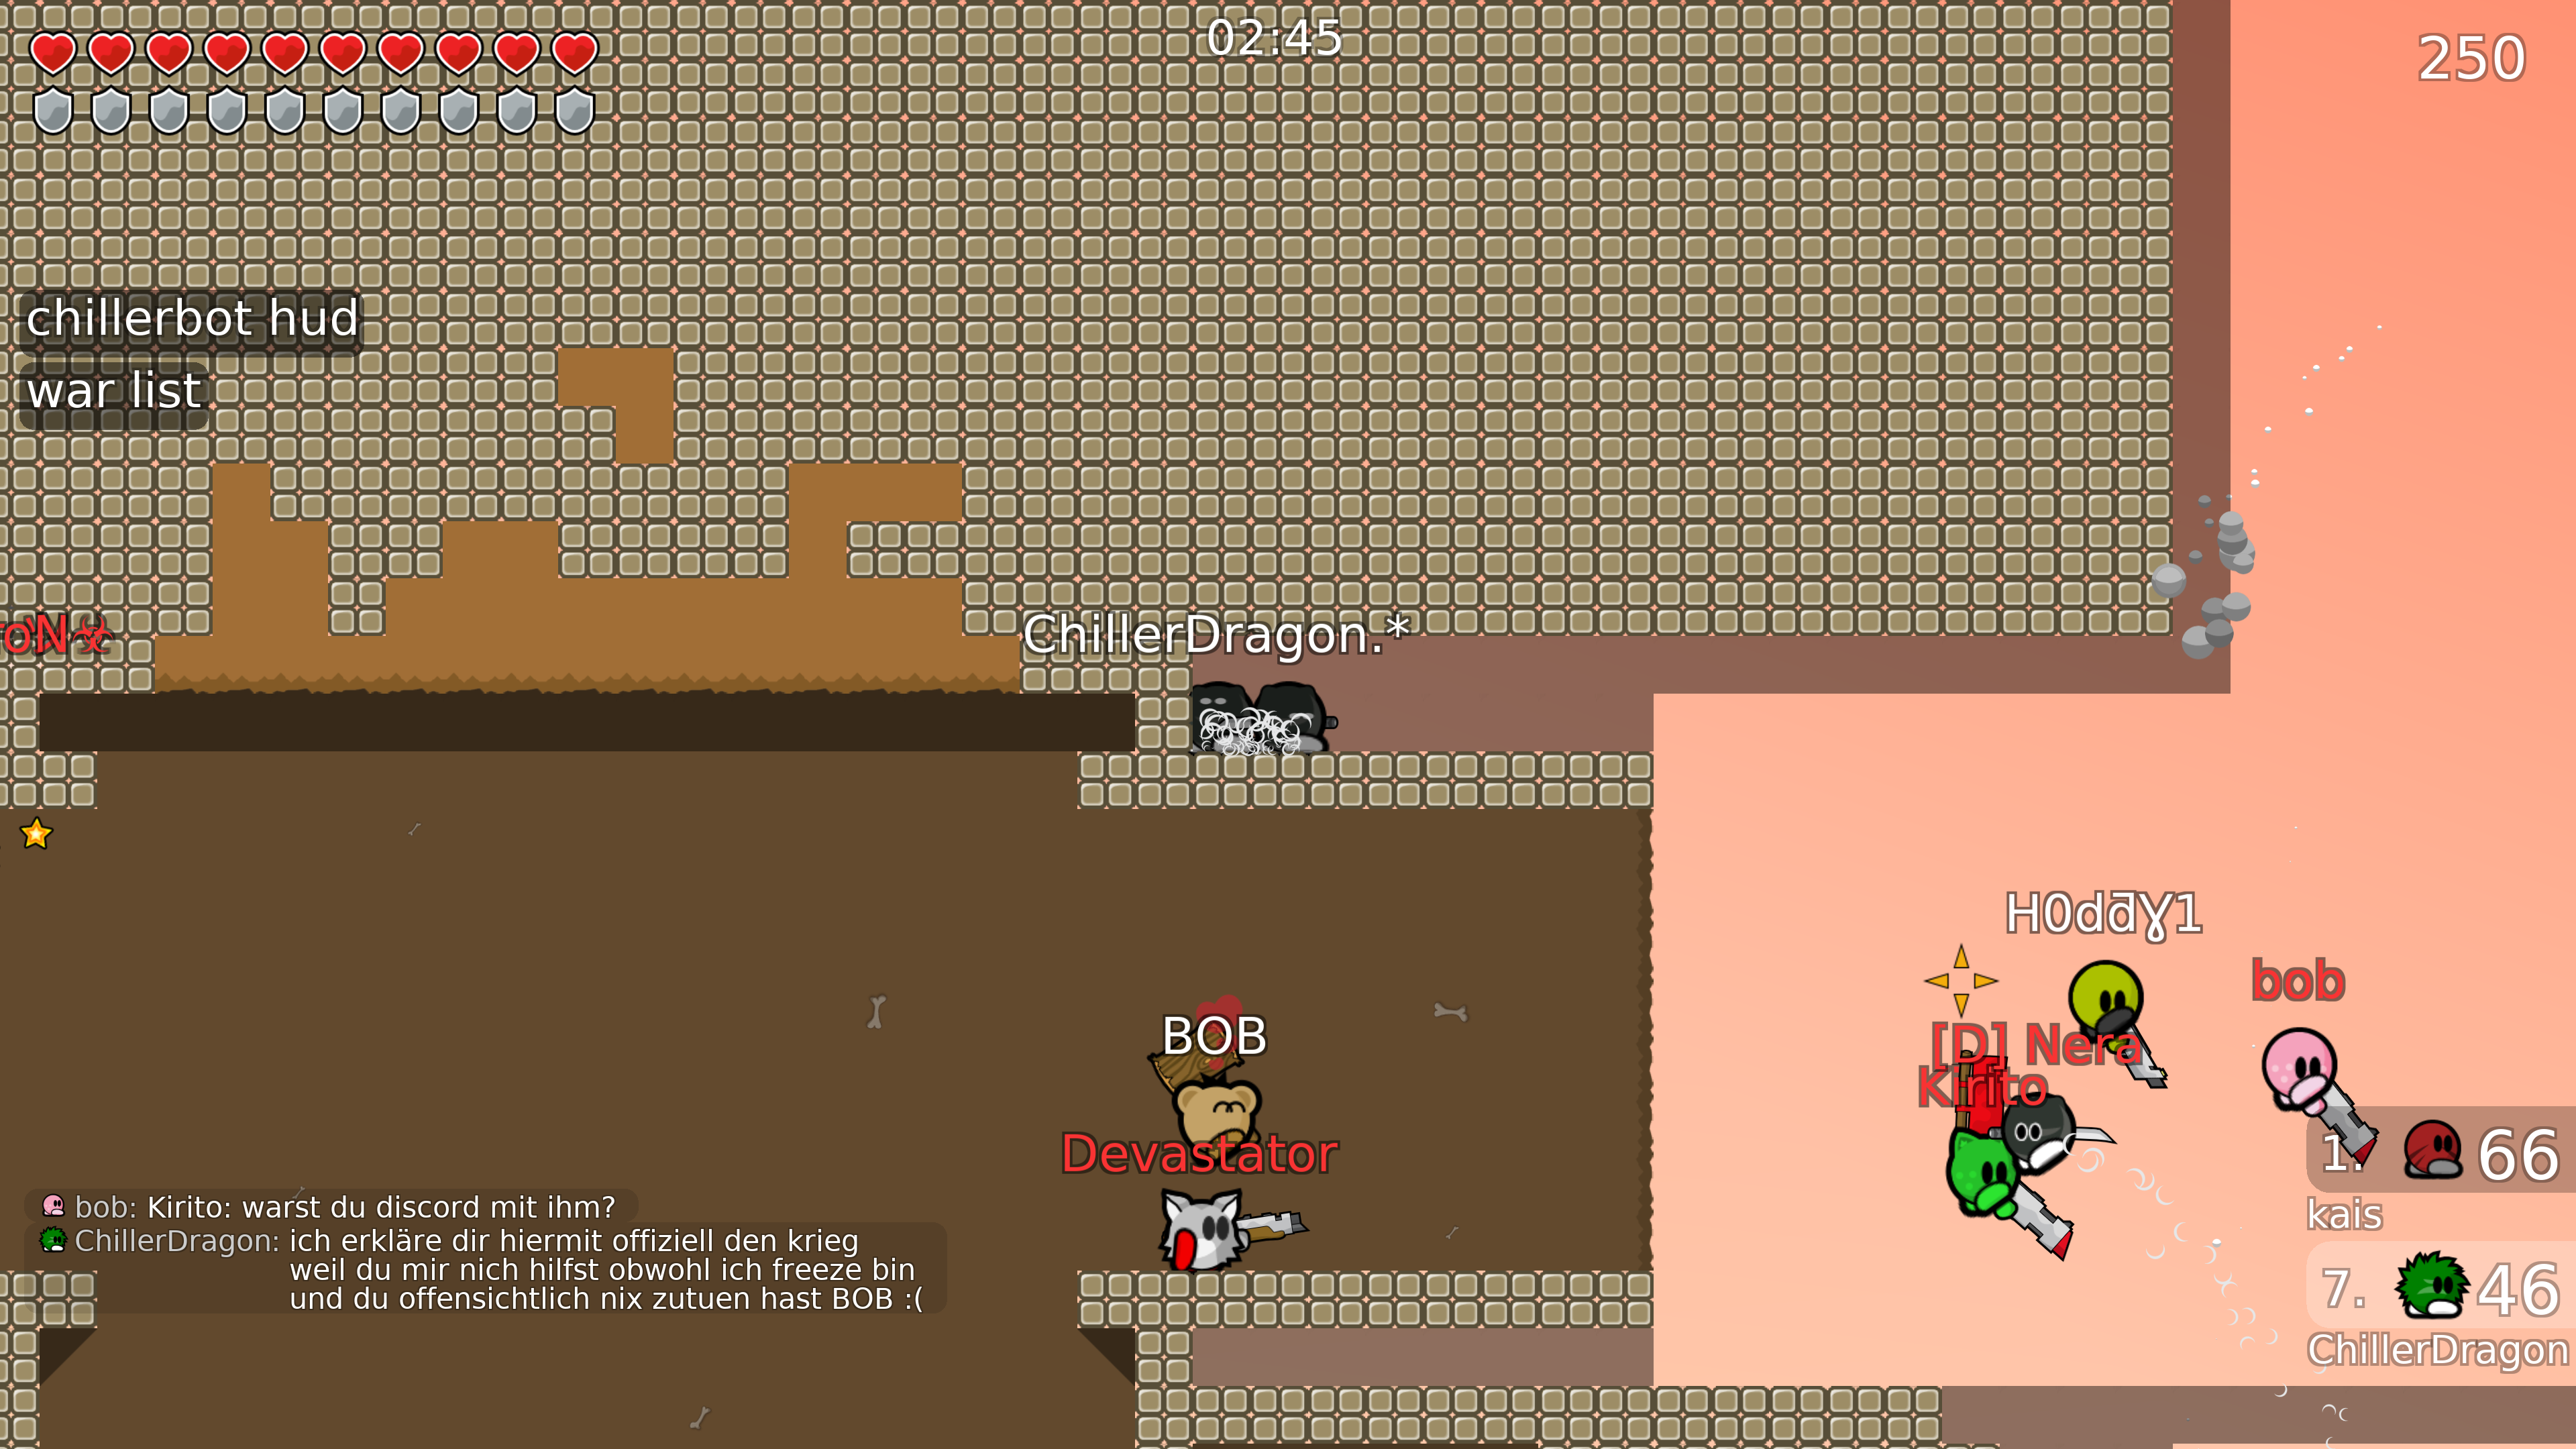 02:45
250
chillerbot hud
war list
roN☣
ChillerDragon.*
H0ddɣ1
bob
BOB
[D] Nera
Kirito
Devastator
1. 66
kais
7. 46
ChillerDragon
bob: Kirito: warst du discord mit ihm?
ChillerDragon: ich erkläre dir hiermit offiziell den krieg
weil du mir nich hilfst obwohl ich freeze bin
und du offensichtlich nix zutuen hast BOB :(